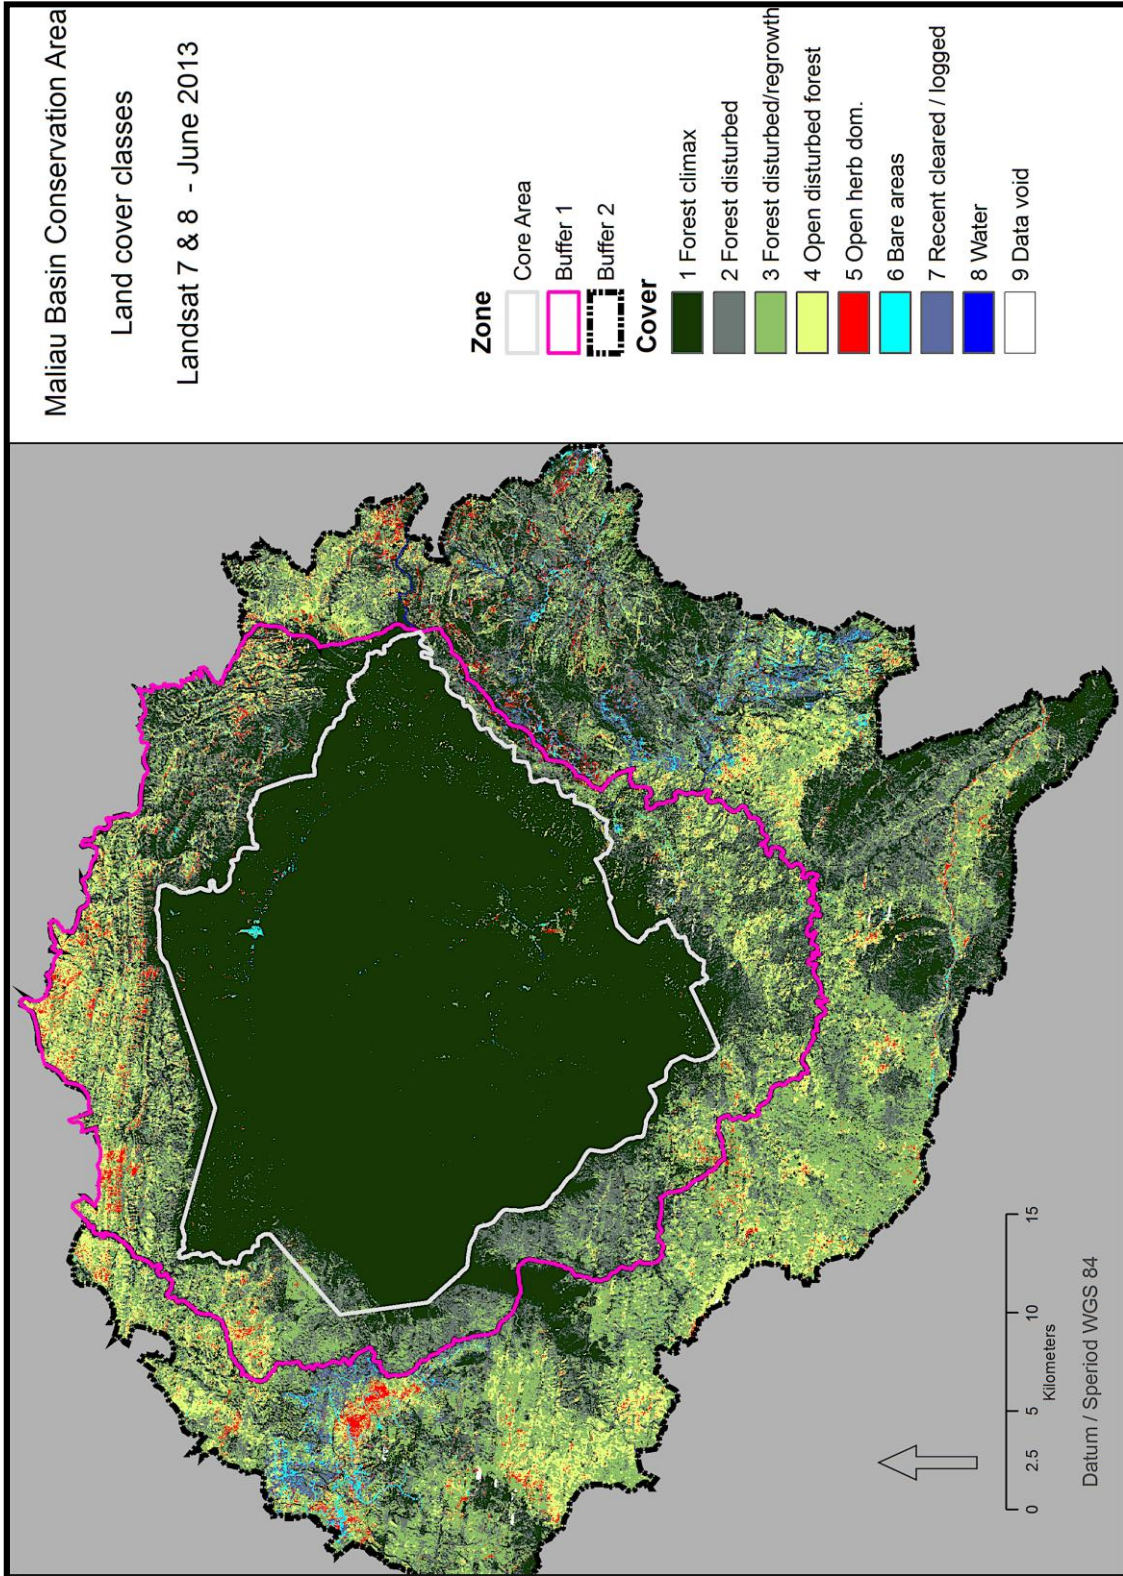 Maliau Basin Conservation Area
Land cover classes
Landsat 7 & 8 - June 2013
Zone
Core Area
Buffer 1
Buffer 2
Cover
1 Forest climax
2 Forest disturbed
3 Forest disturbed/regrowth
4 Open disturbed forest
5 Open herb dom.
6 Bare areas
7 Recent cleared / logged
8 Water
9 Data void
0 2.5 5 10 15
Kilometers
Datum / Speriod WGS 84